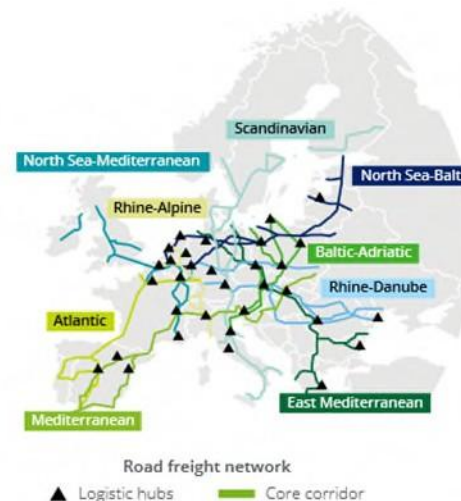 Scandinavian
North Sea-Mediterranean
North Sea-Balt
Rhine-Alpine
Baltic-Adriatic
Rhine-Danube
Atlantic
East Mediterranean
Mediterranean
Road freight network
Logistic hubs
Core corridor